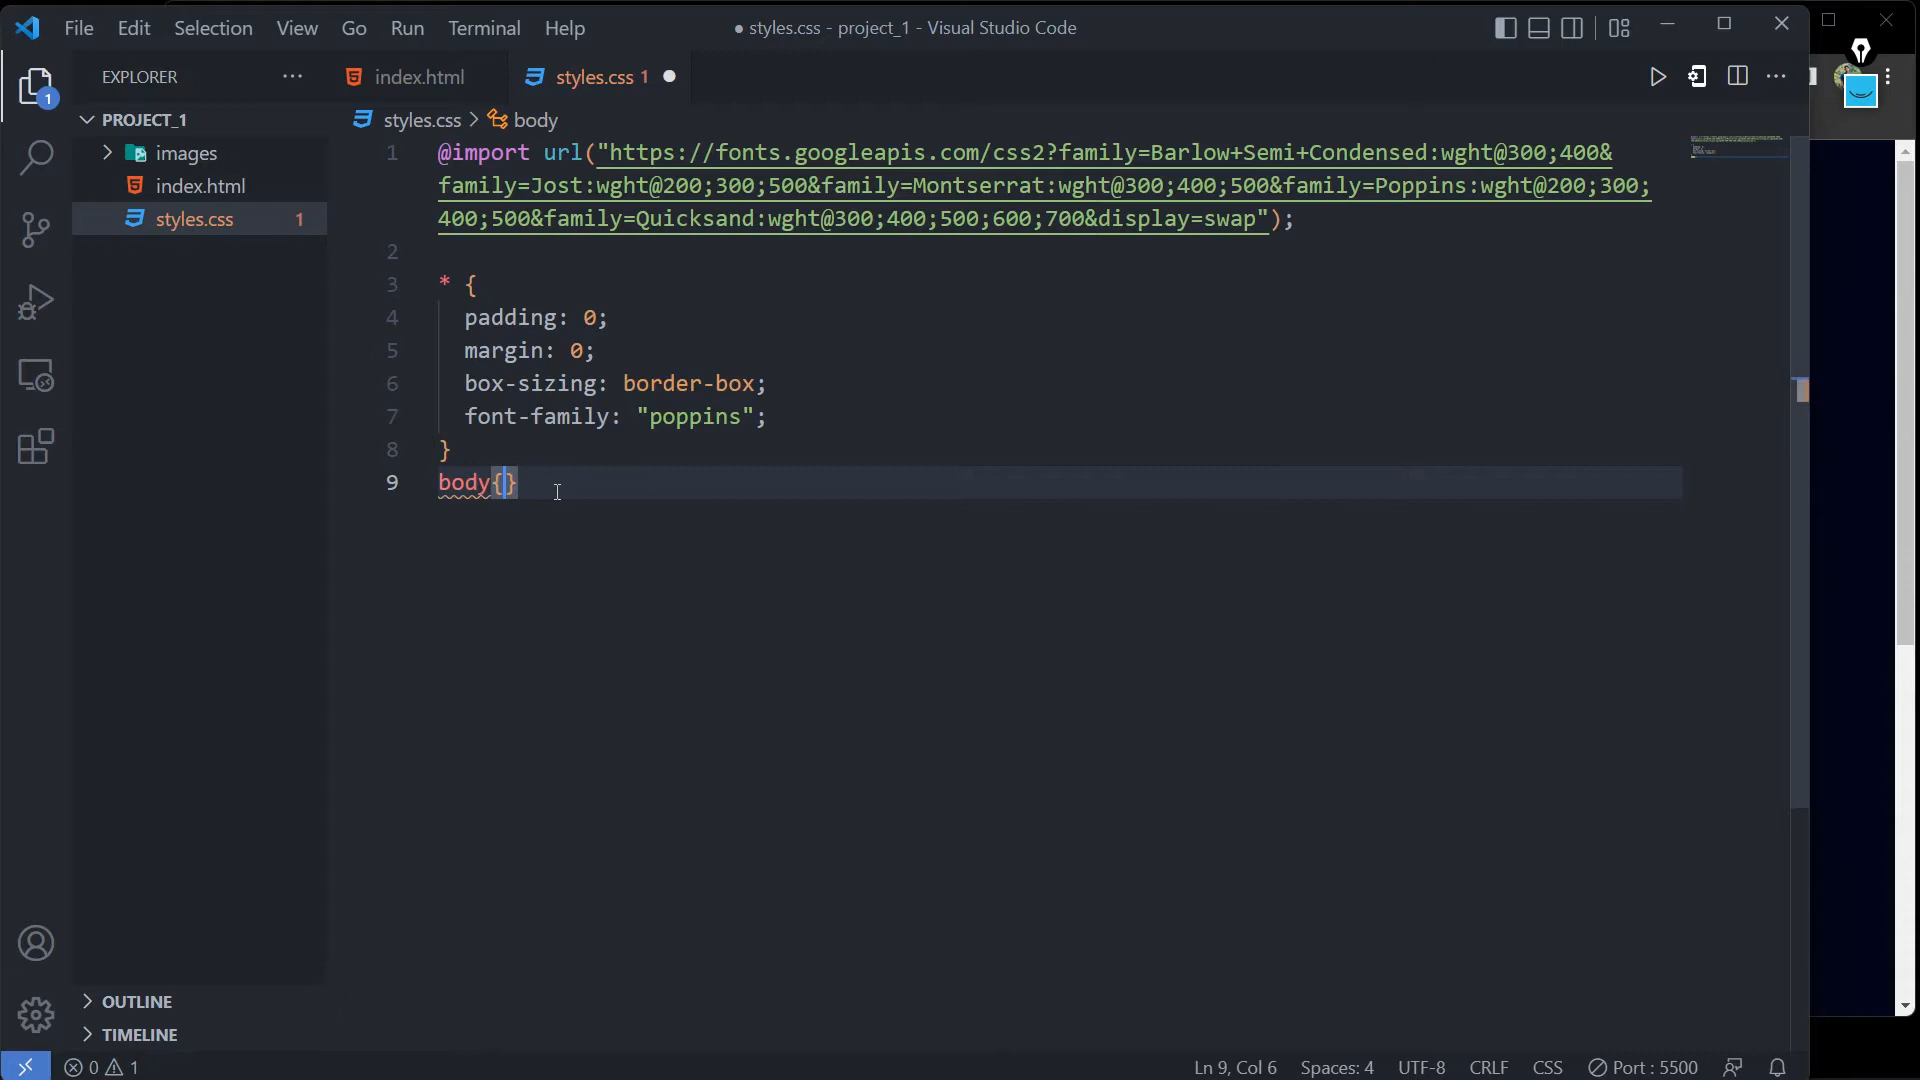 File Edit Selection View Go Run Terminal Help
● styles.css - project_1 - Visual Studio Code
EXPLORER ···
index.html
styles.css 1 ●
PROJECT_1
images
index.html
styles.css 1
styles.css > body
1 @import url("https://fonts.googleapis.com/css2?family=Barlow+Semi+Condensed:wght@300;400&
family=Jost:wght@200;300;500&family=Montserrat:wght@300;400;500&family=Poppins:wght@200;300;
400;500&family=Quicksand:wght@300;400;500;600;700&display=swap");
2
3 * {
4 padding: 0;
5 margin: 0;
6 box-sizing: border-box;
7 font-family: "poppins";
8 }
9 body{}
1
OUTLINE
TIMELINE
0 1
Ln 9, Col 6 Spaces: 4 UTF-8 CRLF CSS Port : 5500